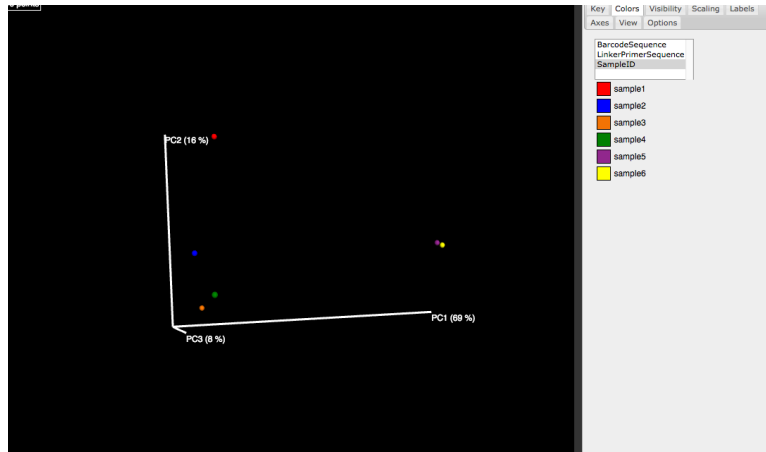 points
Key Colors Visibility Scaling Labels
Axes View Options
BarcodeSequence
LinkerPrimerSequence
SampleID
sample1
sample2
sample3
sample4
sample5
sample6
PC2 (16 %)
PC1 (69 %)
PC3 (8 %)